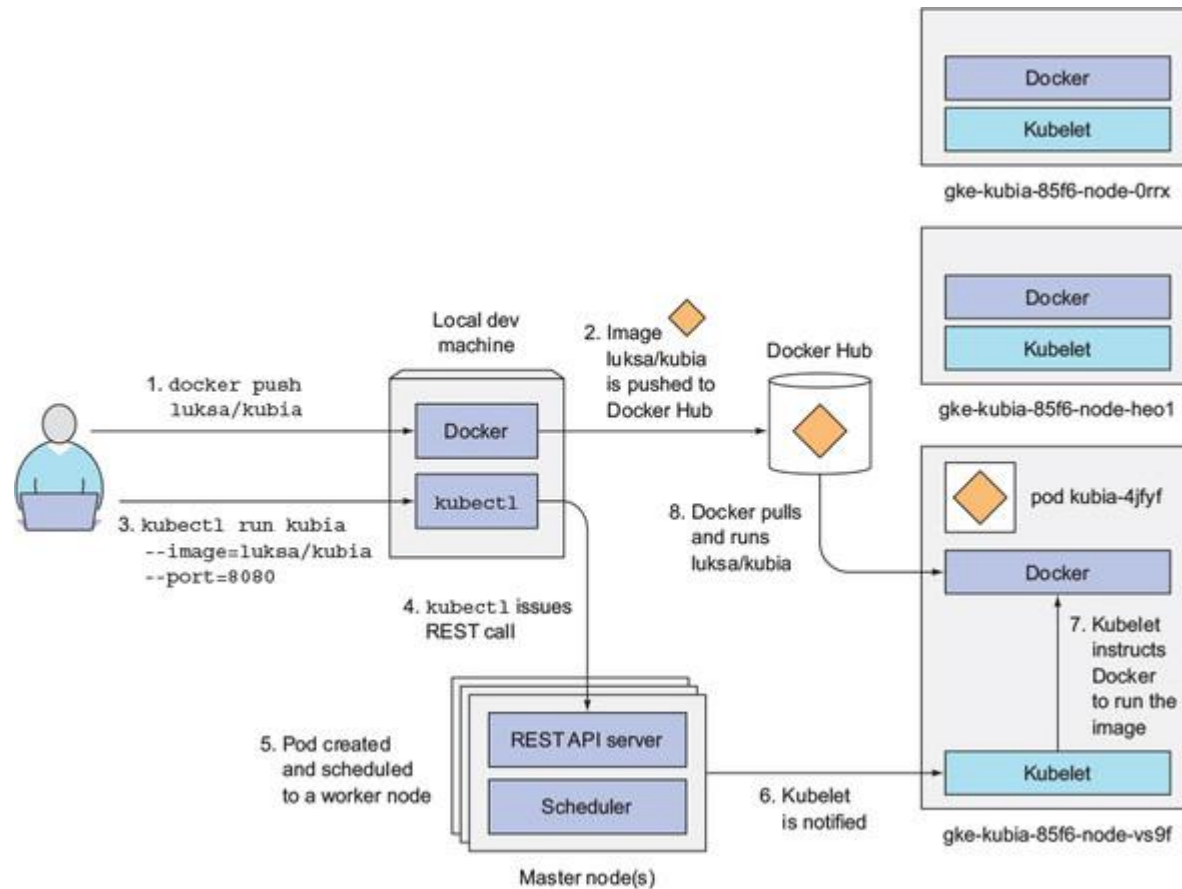 Docker
Kubelet
gke-kubia-85f6-node-0rrx
Docker
Kubelet
gke-kubia-85f6-node-heo1
Local dev
machine
2. Image
luksa/kubia
is pushed to
Docker Hub
Docker Hub
1. docker push
luksa/kubia
Docker
kubectl
3. kubectl run kubia
--image=luksa/kubia
--port=8080
8. Docker pulls
and runs
luksa/kubia
pod kubia-4jfyf
Docker
4. kubectl issues
REST call
7. Kubelet
instructs
Docker
to run the
image
5. Pod created
and scheduled
to a worker node
REST API server
Scheduler
6. Kubelet
is notified
Kubelet
gke-kubia-85f6-node-vs9f
Master node(s)